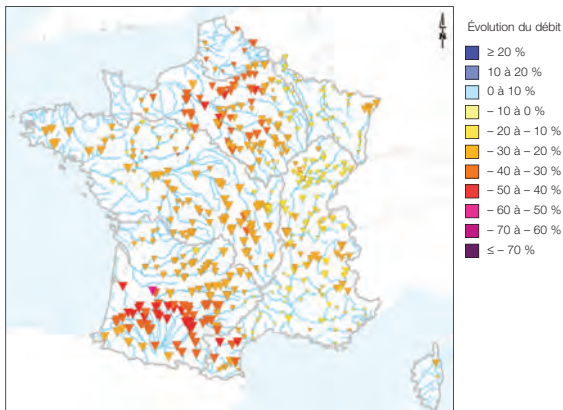 N
Évolution du débit
≥ 20 %
10 à 20 %
0 à 10 %
– 10 à 0 %
– 20 à – 10 %
– 30 à – 20 %
– 40 à – 30 %
– 50 à – 40 %
– 60 à – 50 %
– 70 à – 60 %
≤ – 70 %